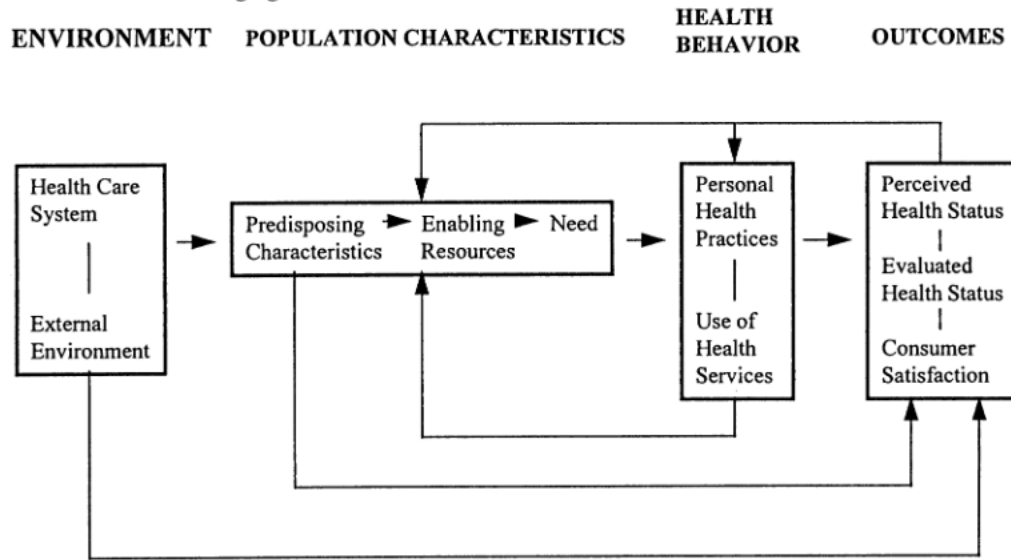 ENVIRONMENT
POPULATION CHARACTERISTICS
HEALTH
BEHAVIOR
OUTCOMES
Health Care
System
External
Environment
Predisposing
Characteristics
Enabling
Resources
Need
Personal
Health
Practices
Use of
Health
Services
Perceived
Health Status
Evaluated
Health Status
Consumer
Satisfaction